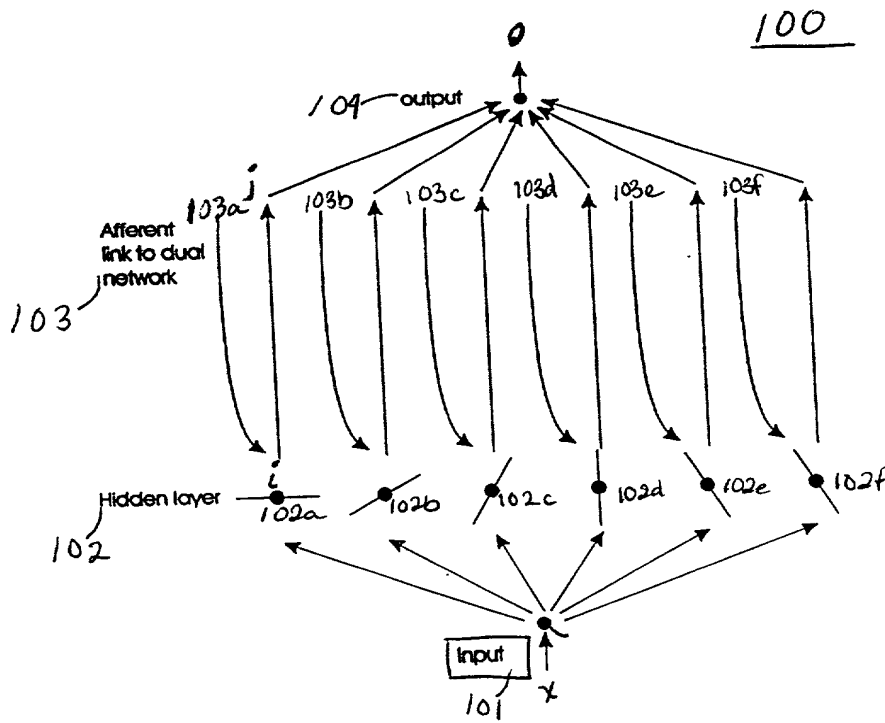 100
O
104 output
j
103a 103b 103c 103d 103e 103f
Afferent
link to dual
network
103
i
Hidden layer
102a 102b 102c 102d 102e 102f
102
Input
101 x